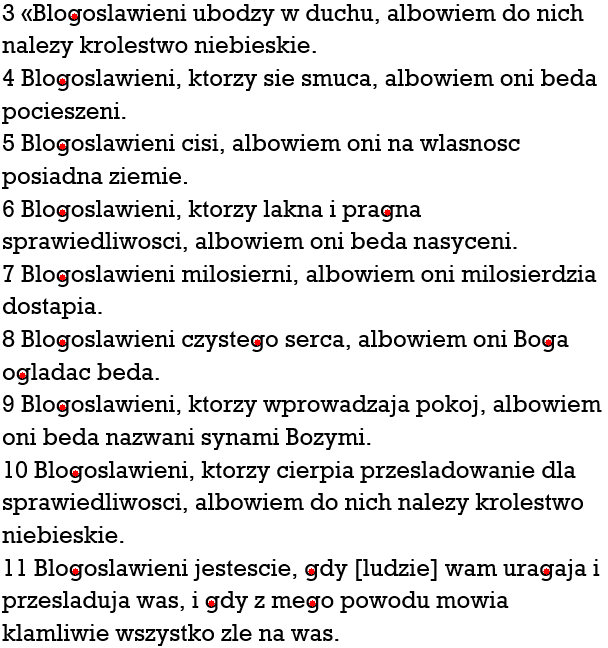 3 «Blogoslawieni ubodzy w duchu, albowiem do nich
nalezy krolestwo niebieskie.
4 Blogoslawieni, ktorzy sie smuca, albowiem oni beda
pocieszeni.
5 Blogoslawieni cisi, albowiem oni na wlasnosc
posiadna ziemie.
6 Blogoslawieni, ktorzy lakna i pragna
sprawiedliwosci, albowiem oni beda nasyceni.
7 Blogoslawieni milosierni, albowiem oni milosierdzia
dostapia.
8 Blogoslawieni czystego serca, albowiem oni Boga
ogladac beda.
9 Blogoslawieni, ktorzy wprowadzaja pokoj, albowiem
oni beda nazwani synami Bozymi.
10 Blogoslawieni, ktorzy cierpia przesladowanie dla
sprawiedliwosci, albowiem do nich nalezy krolestwo
niebieskie.
11 Blogoslawieni jestescie, gdy [ludzie] wam uragaja i
przesladuja was, i gdy z mego powodu mowia
klamliwie wszystko zle na was.